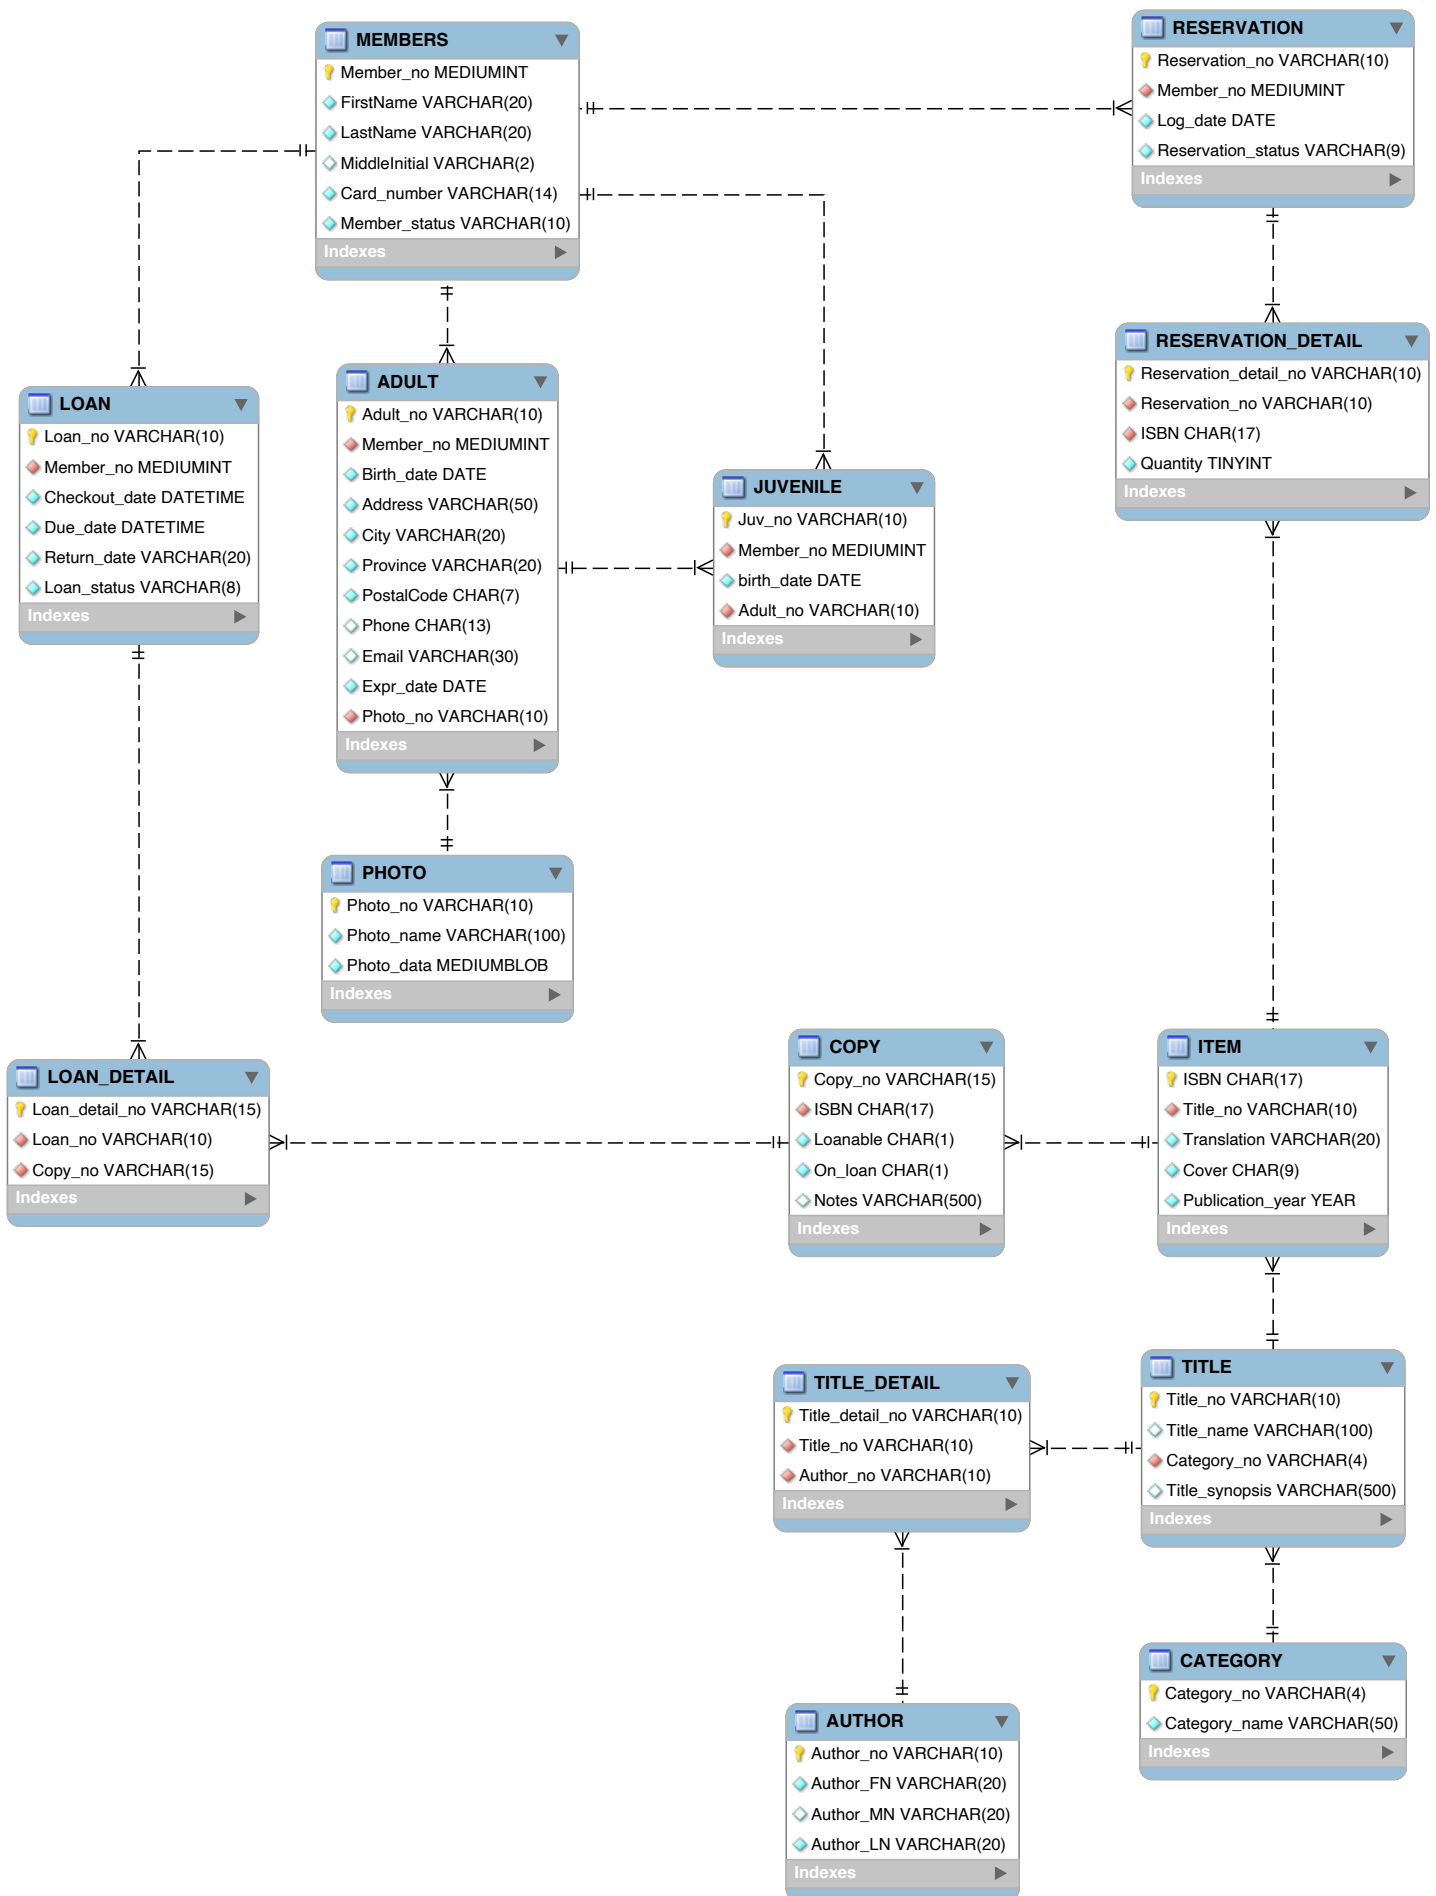 MEMBERS
Member_no MEDIUMINT
FirstName VARCHAR(20)
LastName VARCHAR(20)
MiddleInitial VARCHAR(2)
Card_number VARCHAR(14)
Member_status VARCHAR(10)
Indexes
RESERVATION
Reservation_no VARCHAR(10)
Member_no MEDIUMINT
Log_date DATE
Reservation_status VARCHAR(9)
Indexes
RESERVATION_DETAIL
Reservation_detail_no VARCHAR(10)
Reservation_no VARCHAR(10)
ISBN CHAR(17)
Quantity TINYINT
Indexes
LOAN
Loan_no VARCHAR(10)
Member_no MEDIUMINT
Checkout_date DATETIME
Due_date DATETIME
Return_date VARCHAR(20)
Loan_status VARCHAR(8)
Indexes
ADULT
Adult_no VARCHAR(10)
Member_no MEDIUMINT
Birth_date DATE
Address VARCHAR(50)
City VARCHAR(20)
Province VARCHAR(20)
PostalCode CHAR(7)
Phone CHAR(13)
Email VARCHAR(30)
Expr_date DATE
Photo_no VARCHAR(10)
Indexes
JUVENILE
Juv_no VARCHAR(10)
Member_no MEDIUMINT
birth_date DATE
Adult_no VARCHAR(10)
Indexes
PHOTO
Photo_no VARCHAR(10)
Photo_name VARCHAR(100)
Photo_data MEDIUMBLOB
Indexes
LOAN_DETAIL
Loan_detail_no VARCHAR(15)
Loan_no VARCHAR(10)
Copy_no VARCHAR(15)
Indexes
COPY
Copy_no VARCHAR(15)
ISBN CHAR(17)
Loanable CHAR(1)
On_loan CHAR(1)
Notes VARCHAR(500)
Indexes
ITEM
ISBN CHAR(17)
Title_no VARCHAR(10)
Translation VARCHAR(20)
Cover CHAR(9)
Publication_year YEAR
Indexes
TITLE_DETAIL
Title_detail_no VARCHAR(10)
Title_no VARCHAR(10)
Author_no VARCHAR(10)
Indexes
TITLE
Title_no VARCHAR(10)
Title_name VARCHAR(100)
Category_no VARCHAR(4)
Title_synopsis VARCHAR(500)
Indexes
CATEGORY
Category_no VARCHAR(4)
Category_name VARCHAR(50)
Indexes
AUTHOR
Author_no VARCHAR(10)
Author_FN VARCHAR(20)
Author_MN VARCHAR(20)
Author_LN VARCHAR(20)
Indexes